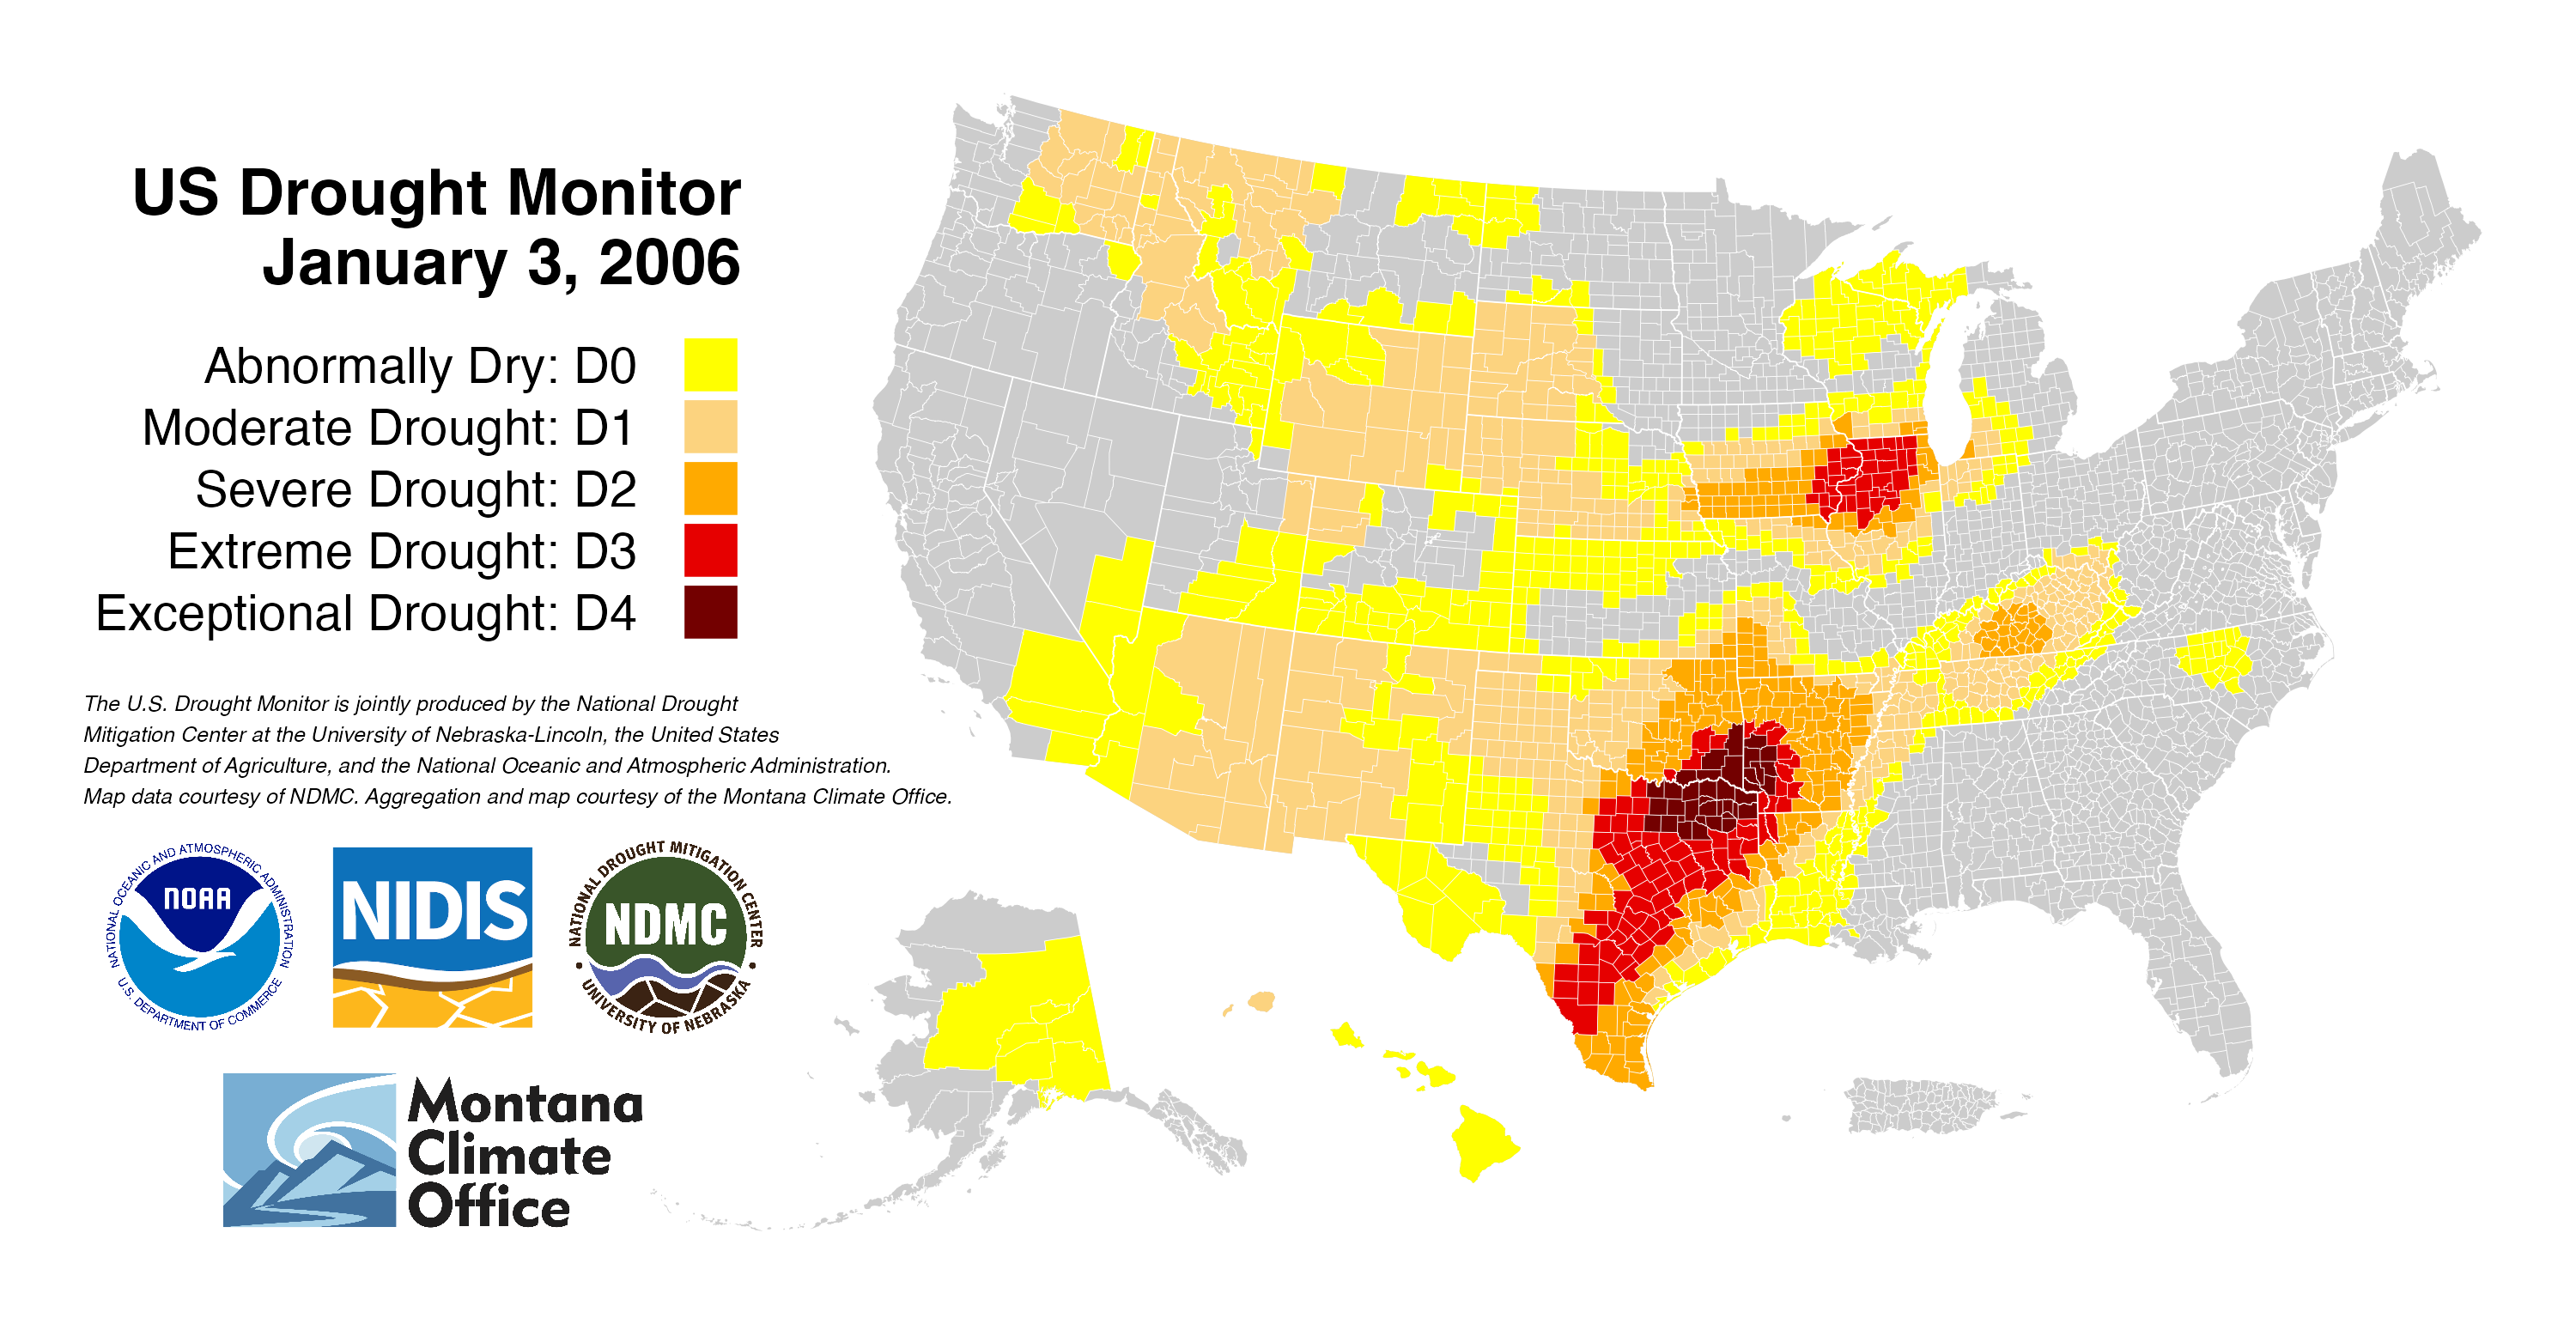 US Drought Monitor
January 3, 2006
Abnormally Dry: D0
Moderate Drought: D1
Severe Drought: D2
Extreme Drought: D3
Exceptional Drought: D4
The U.S. Drought Monitor is jointly produced by the National Drought
Mitigation Center at the University of Nebraska-Lincoln, the United States
Department of Agriculture, and the National Oceanic and Atmospheric Administration.
Map data courtesy of NDMC. Aggregation and map courtesy of the Montana Climate Office.
NATIONAL OCEANIC AND ATMOSPHERIC ADMINISTRATION
NOAA
U.S. DEPARTMENT OF COMMERCE
NIDIS
NATIONAL DROUGHT MITIGATION CENTER
NDMC
UNIVERSITY OF NEBRASKA
Montana
Climate
Office